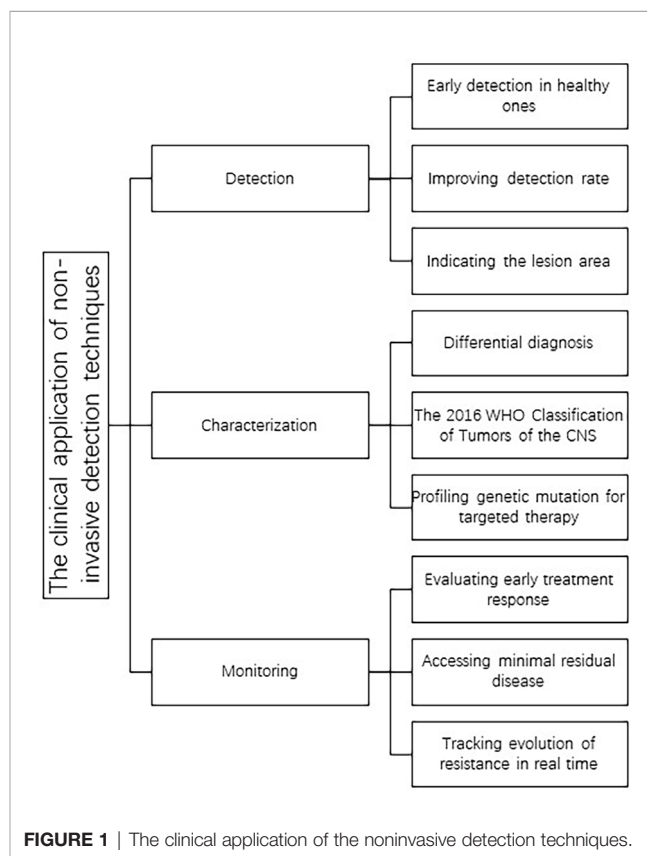 The clinical application of non-
invasive detection techniques
Detection
Early detection in healthy
ones
Improving detection rate
Indicating the lesion area
Characterization
Differential diagnosis
The 2016 WHO Classification
of Tumors of the CNS
Profiling genetic mutation for
targeted therapy
Monitoring
Evaluating early treatment
response
Accessing minimal residual
disease
Tracking evolution of
resistance in real time
FIGURE 1 | The clinical application of the noninvasive detection techniques.